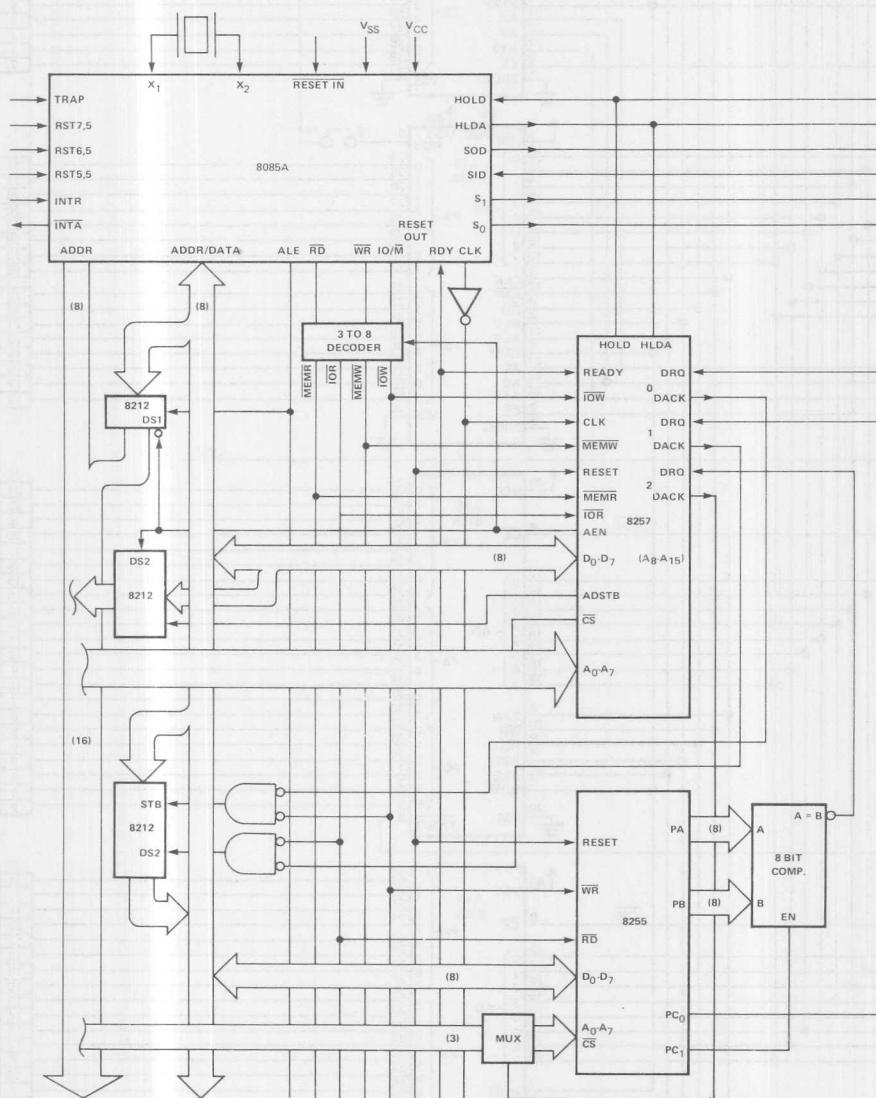 V̅SS VCC
X1 X2 RESET IN
TRAP HOLD
RST7,5 HLDA
RST6,5 SOD
8085A
RST5,5 SID
INTR S1
RESET
INTA OUT S0
ADDR ADDR/DATA ALE RD WR IO/M RDY CLK
(8) (8)
3 TO 8
DECODER
HOLD HLDA
MEMR IOR MEMW IOW
READY DRQ
0
8212 IOW DACK
DS1 CLK DRQ
1
MEMW DACK
RESET DRQ
2
MEMR DACK
8257
IOR
AEN
DS2 (8) D0-D7 (A8-A15)
8212 ADSTB
CS
A0-A7
(16)
STB PA (8) A A = B
8212 RESET 8 BIT
DS2 COMP.
WR PB (8) B
8255
RD EN
(8) D0-D7
PC0
(3) MUX A0-A7
CS PC1